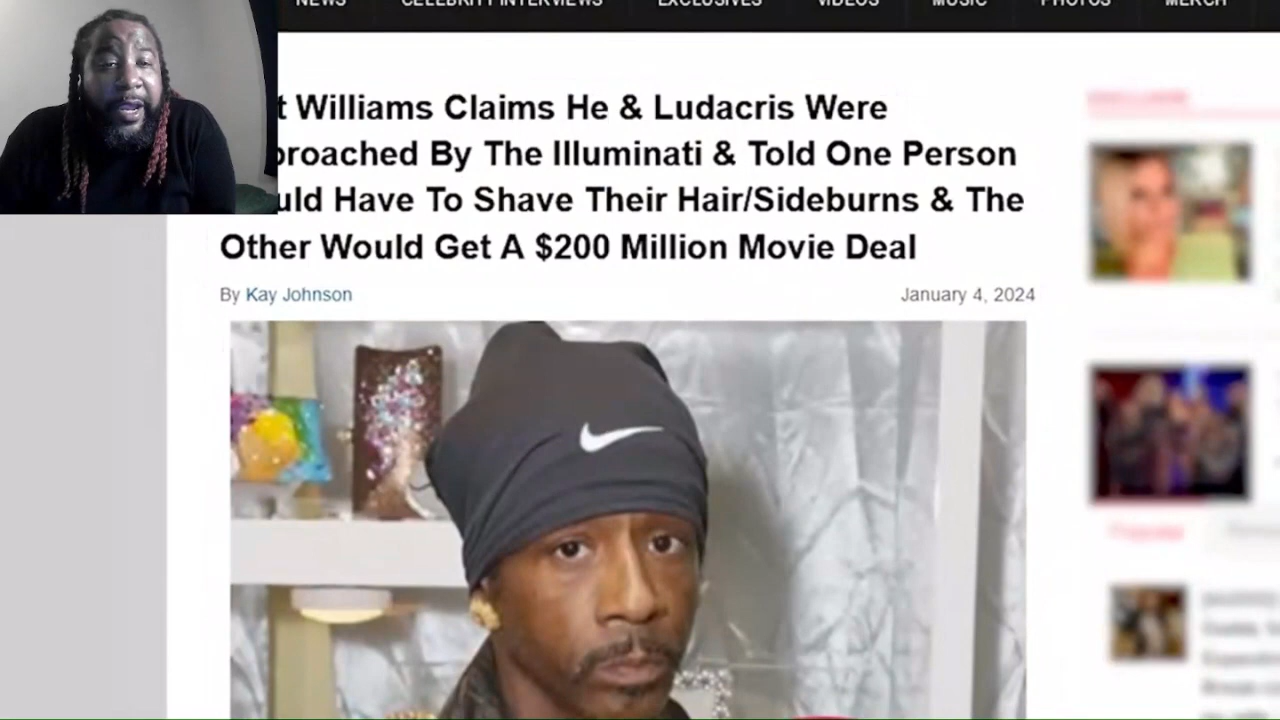 NEWS CELEBRITY INTERVIEWS EXCLUSIVES VIDEOS MUSIC PHOTOS MERCH
t Williams Claims He & Ludacris Were
proached By The Illuminati & Told One Person
uld Have To Shave Their Hair/Sideburns & The
Other Would Get A $200 Million Movie Deal
By Kay Johnson
January 4, 2024